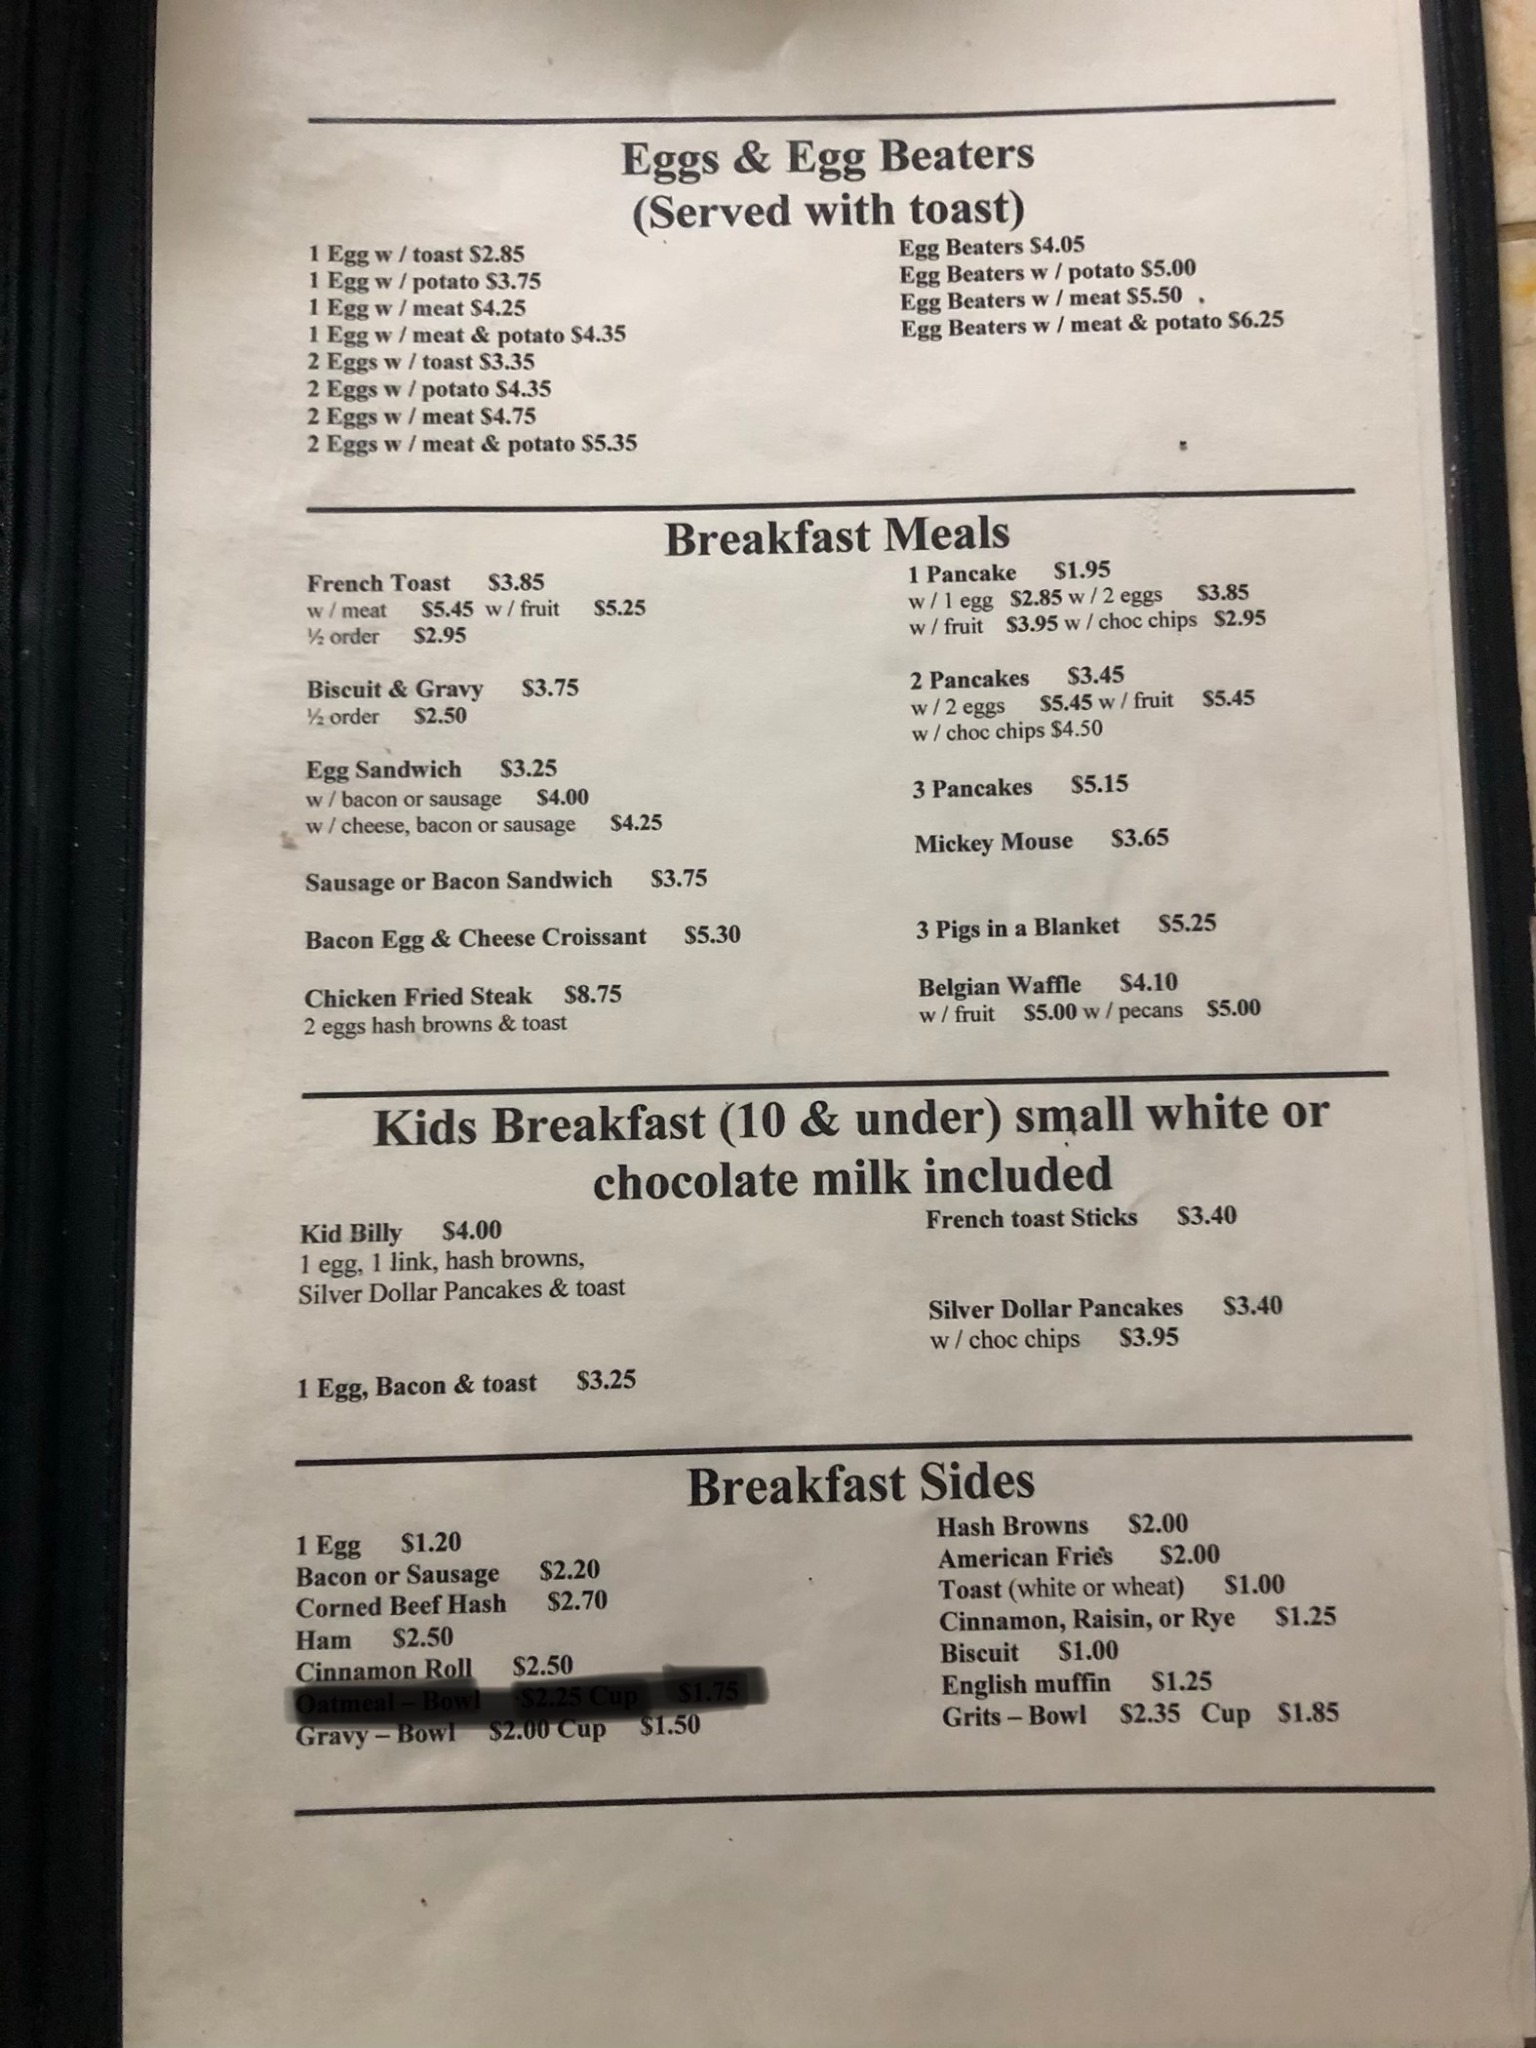 Eggs & Egg Beaters
(Served with toast)
1 Egg w / toast $2.85
1 Egg w / potato $3.75
1 Egg w / meat $4.25
1 Egg w / meat & potato $4.35
2 Eggs w / toast $3.35
2 Eggs w / potato $4.35
2 Eggs w / meat $4.75
2 Eggs w / meat & potato $5.35
Egg Beaters $4.05
Egg Beaters w / potato $5.00
Egg Beaters w / meat $5.50
Egg Beaters w / meat & potato $6.25
Breakfast Meals
French Toast $3.85
w / meat $5.45 w / fruit $5.25
½ order $2.95
Biscuit & Gravy $3.75
½ order $2.50
Egg Sandwich $3.25
w / bacon or sausage $4.00
w / cheese, bacon or sausage $4.25
Sausage or Bacon Sandwich $3.75
Bacon Egg & Cheese Croissant $5.30
Chicken Fried Steak $8.75
2 eggs hash browns & toast
1 Pancake $1.95
w / 1 egg $2.85 w / 2 eggs $3.85
w / fruit $3.95 w / choc chips $2.95
2 Pancakes $3.45
w / 2 eggs $5.45 w / fruit $5.45
w / choc chips $4.50
3 Pancakes $5.15
Mickey Mouse $3.65
3 Pigs in a Blanket $5.25
Belgian Waffle $4.10
w / fruit $5.00 w / pecans $5.00
Kids Breakfast (10 & under) small white or
chocolate milk included
Kid Billy $4.00
1 egg, 1 link, hash browns,
Silver Dollar Pancakes & toast
1 Egg, Bacon & toast $3.25
French toast Sticks $3.40
Silver Dollar Pancakes $3.40
w / choc chips $3.95
Breakfast Sides
1 Egg $1.20
Bacon or Sausage $2.20
Corned Beef Hash $2.70
Ham $2.50
Cinnamon Roll $2.50
Oatmeal – Bowl $2.25 Cup $1.75
Gravy – Bowl $2.00 Cup $1.50
Hash Browns $2.00
American Fries $2.00
Toast (white or wheat) $1.00
Cinnamon, Raisin, or Rye $1.25
Biscuit $1.00
English muffin $1.25
Grits – Bowl $2.35 Cup $1.85